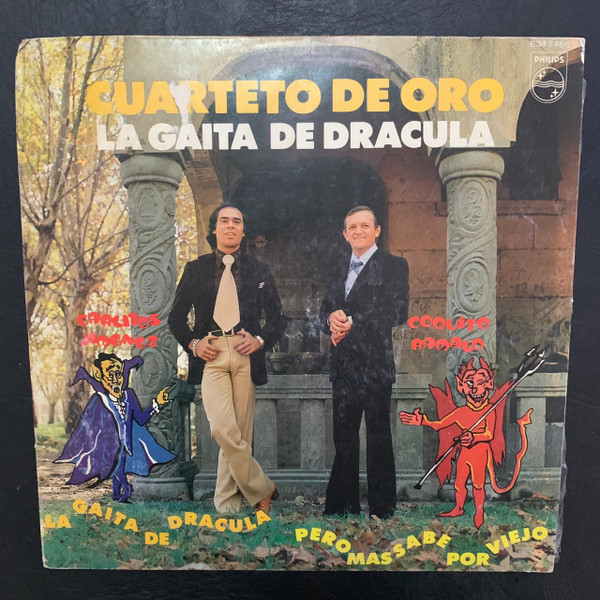 PHILIPS
CUARTETO DE ORO
LA GAITA DE DRACULA
CARLITOS
JIMENEZ
COQUITO
RAMALO
LA GAITA DE DRACULA
PERO MAS SABE POR VIEJO